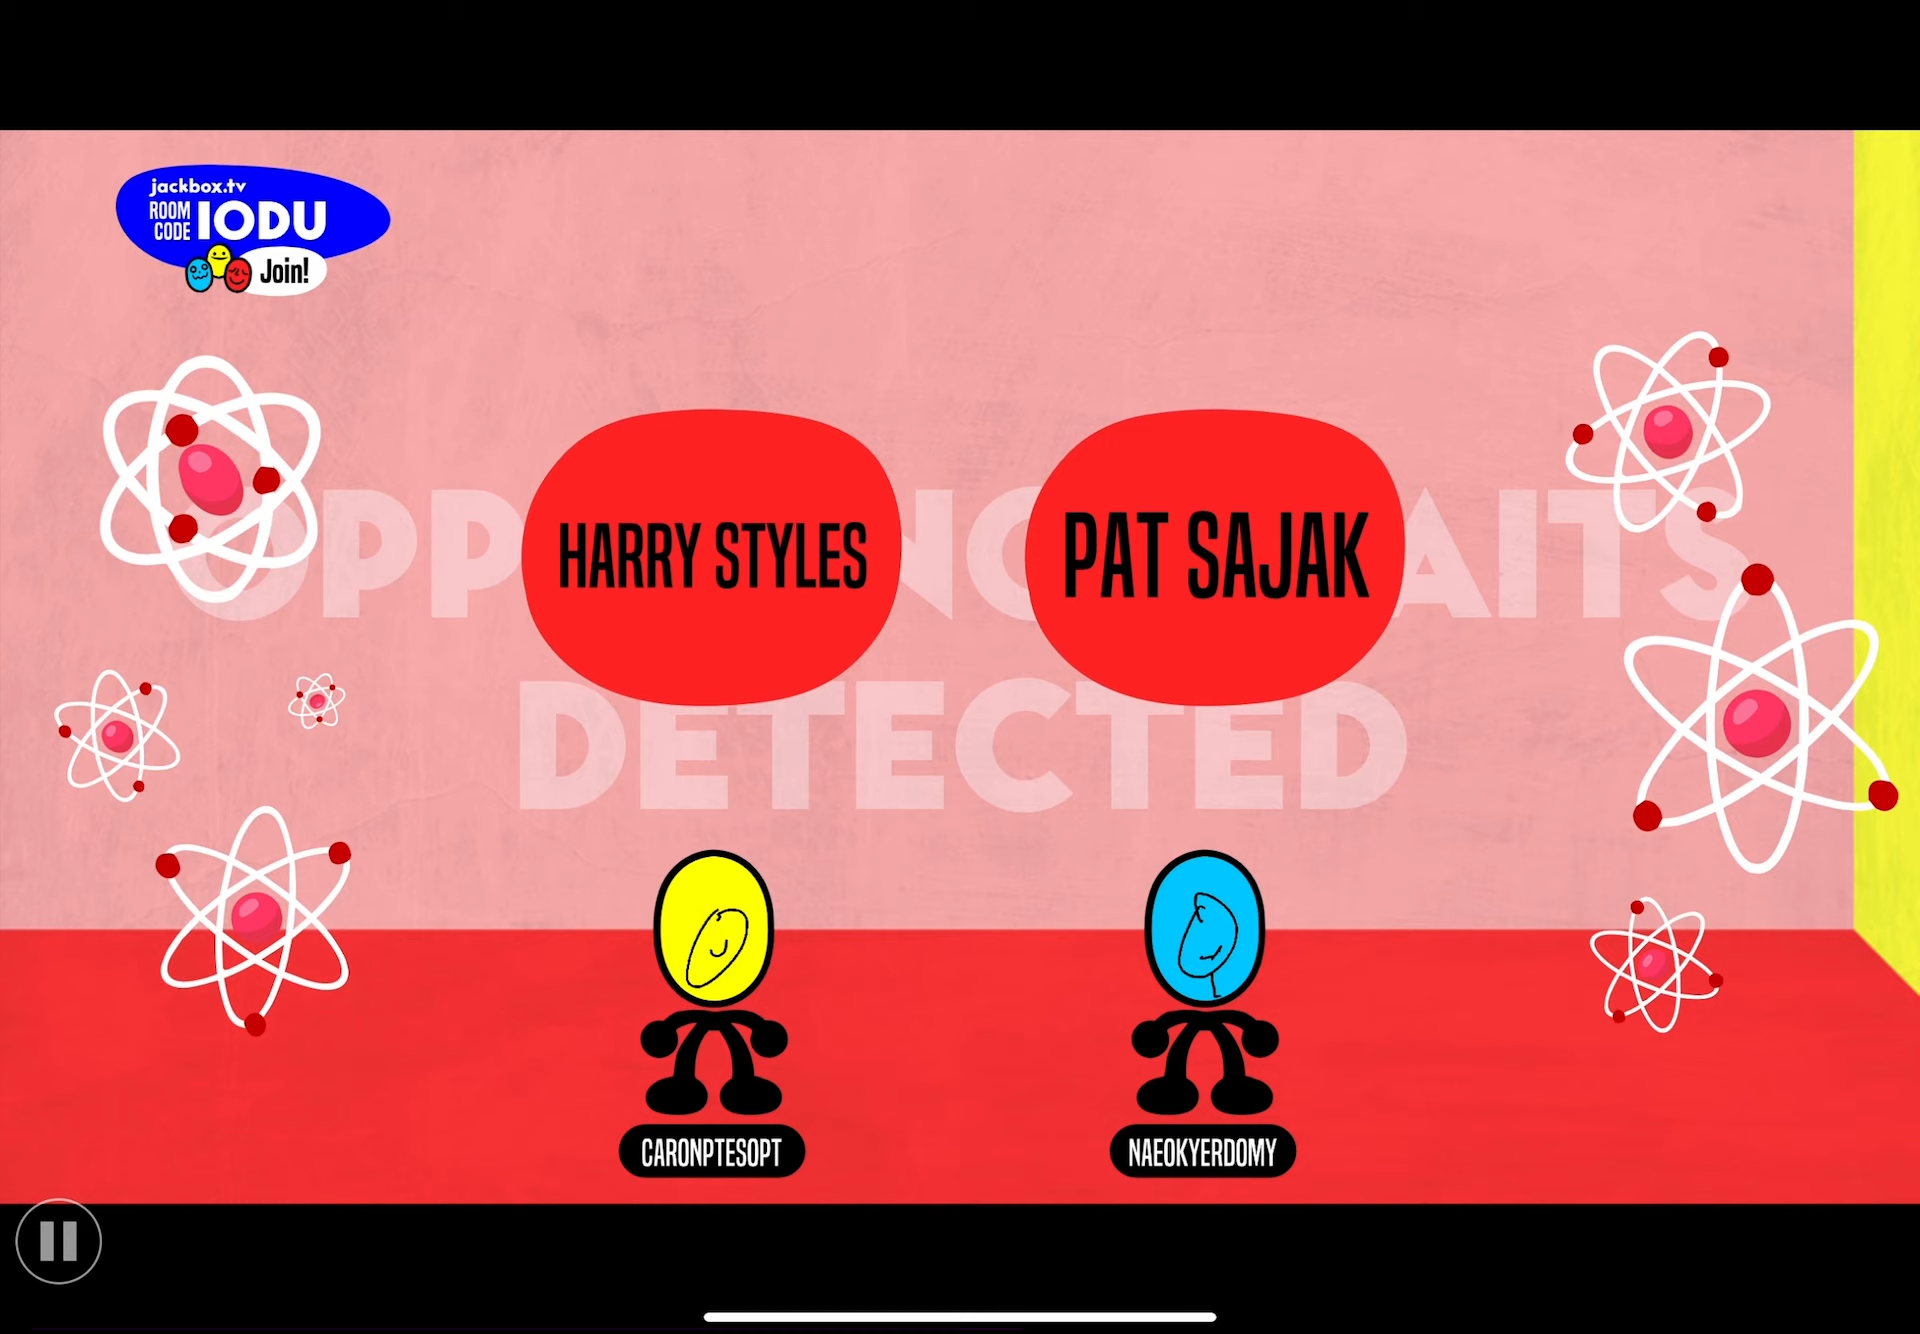 jackbox.tv
ROOM CODE IODU
Join!
HARRY STYLES
PAT SAJAK
DETECTED
CARONPTESOPT
NAEOKYERDOMY